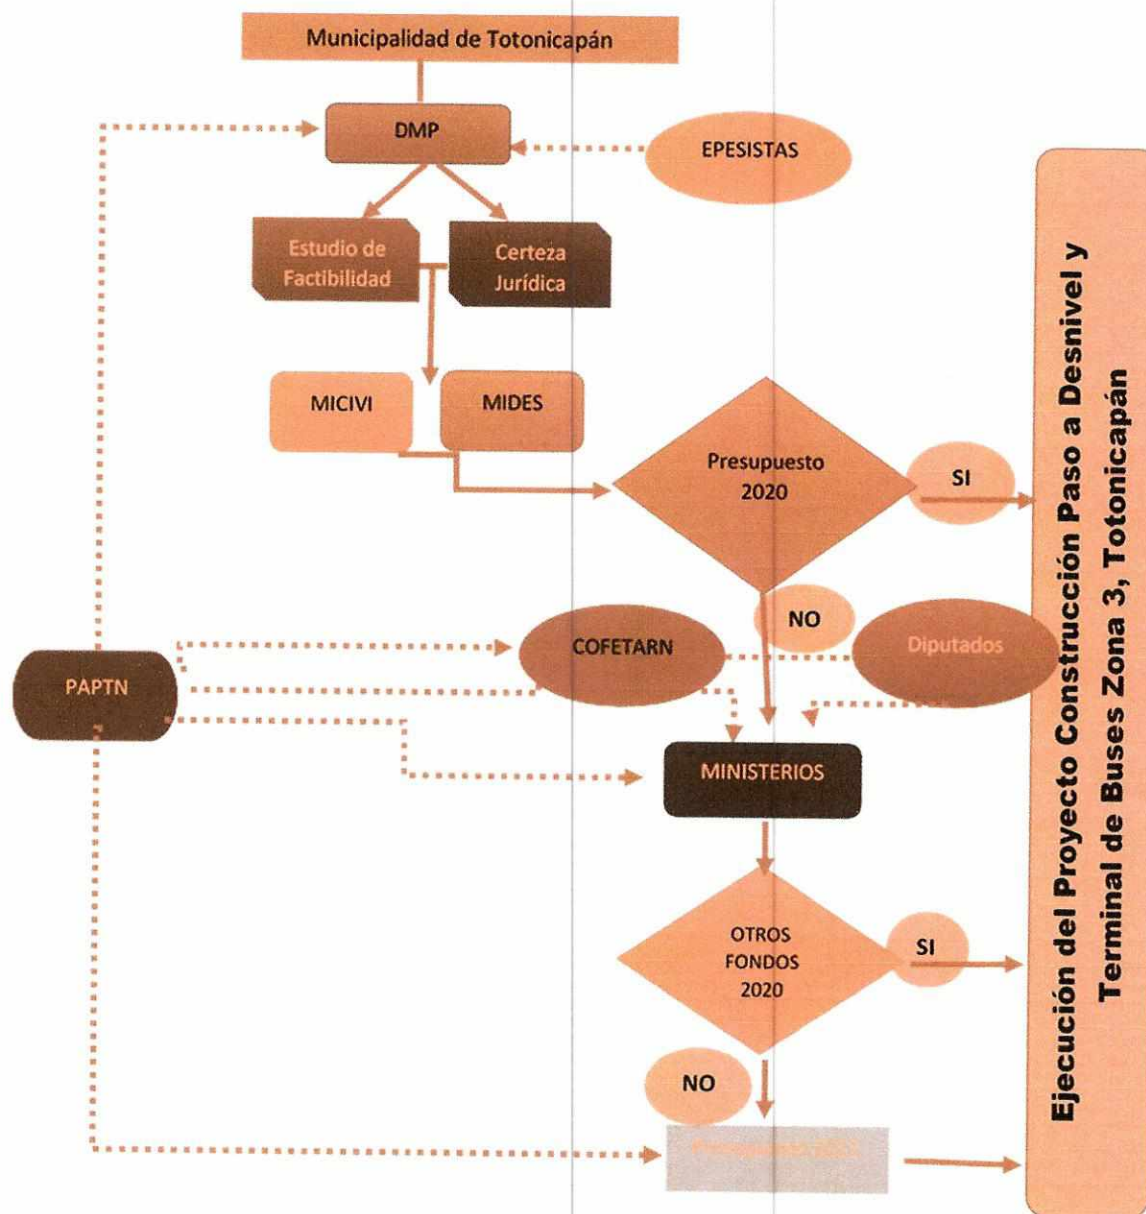 Municipalidad de Totonicapán
DMP
EPESISTAS
Estudio de
Factibilidad
Certeza
Jurídica
MICIVI
MIDES
Presupuesto
2020
SI
NO
COFETARN
Diputados
PAPTN
MINISTERIOS
OTROS
FONDOS
2020
SI
NO
Ejecución del Proyecto Construcción Paso a Desnivel y
Terminal de Buses Zona 3, Totonicapán